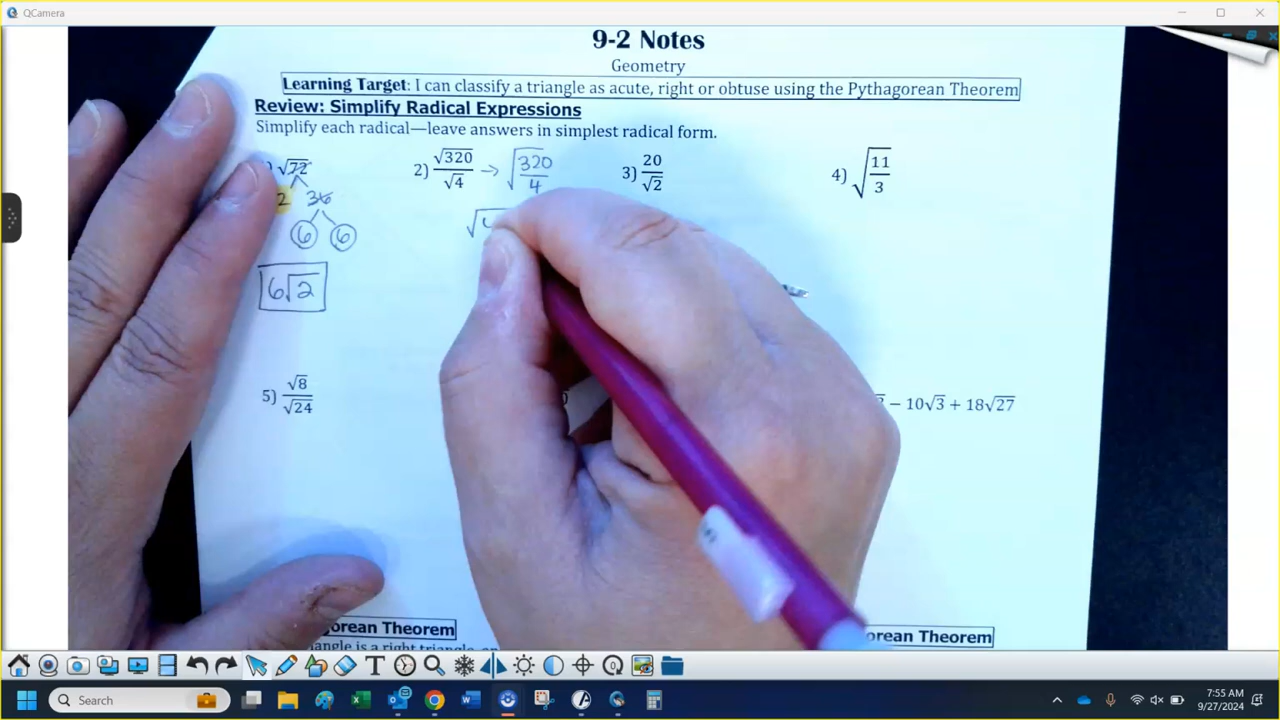 QCamera
9-2 Notes
Geometry
Learning Target: I can classify a triangle as acute, right or obtuse using the Pythagorean Theorem
Review: Simplify Radical Expressions
Simplify each radical—leave answers in simplest radical form.
) √72
2) √320/√4 → √(320/4)
3) 20/√2
4) √(11/3)
2 36
6 6
6√2
5) √8/√24
− 10√3 + 18√27
orean Theorem
orean Theorem
Search
7:55 AM
9/27/2024